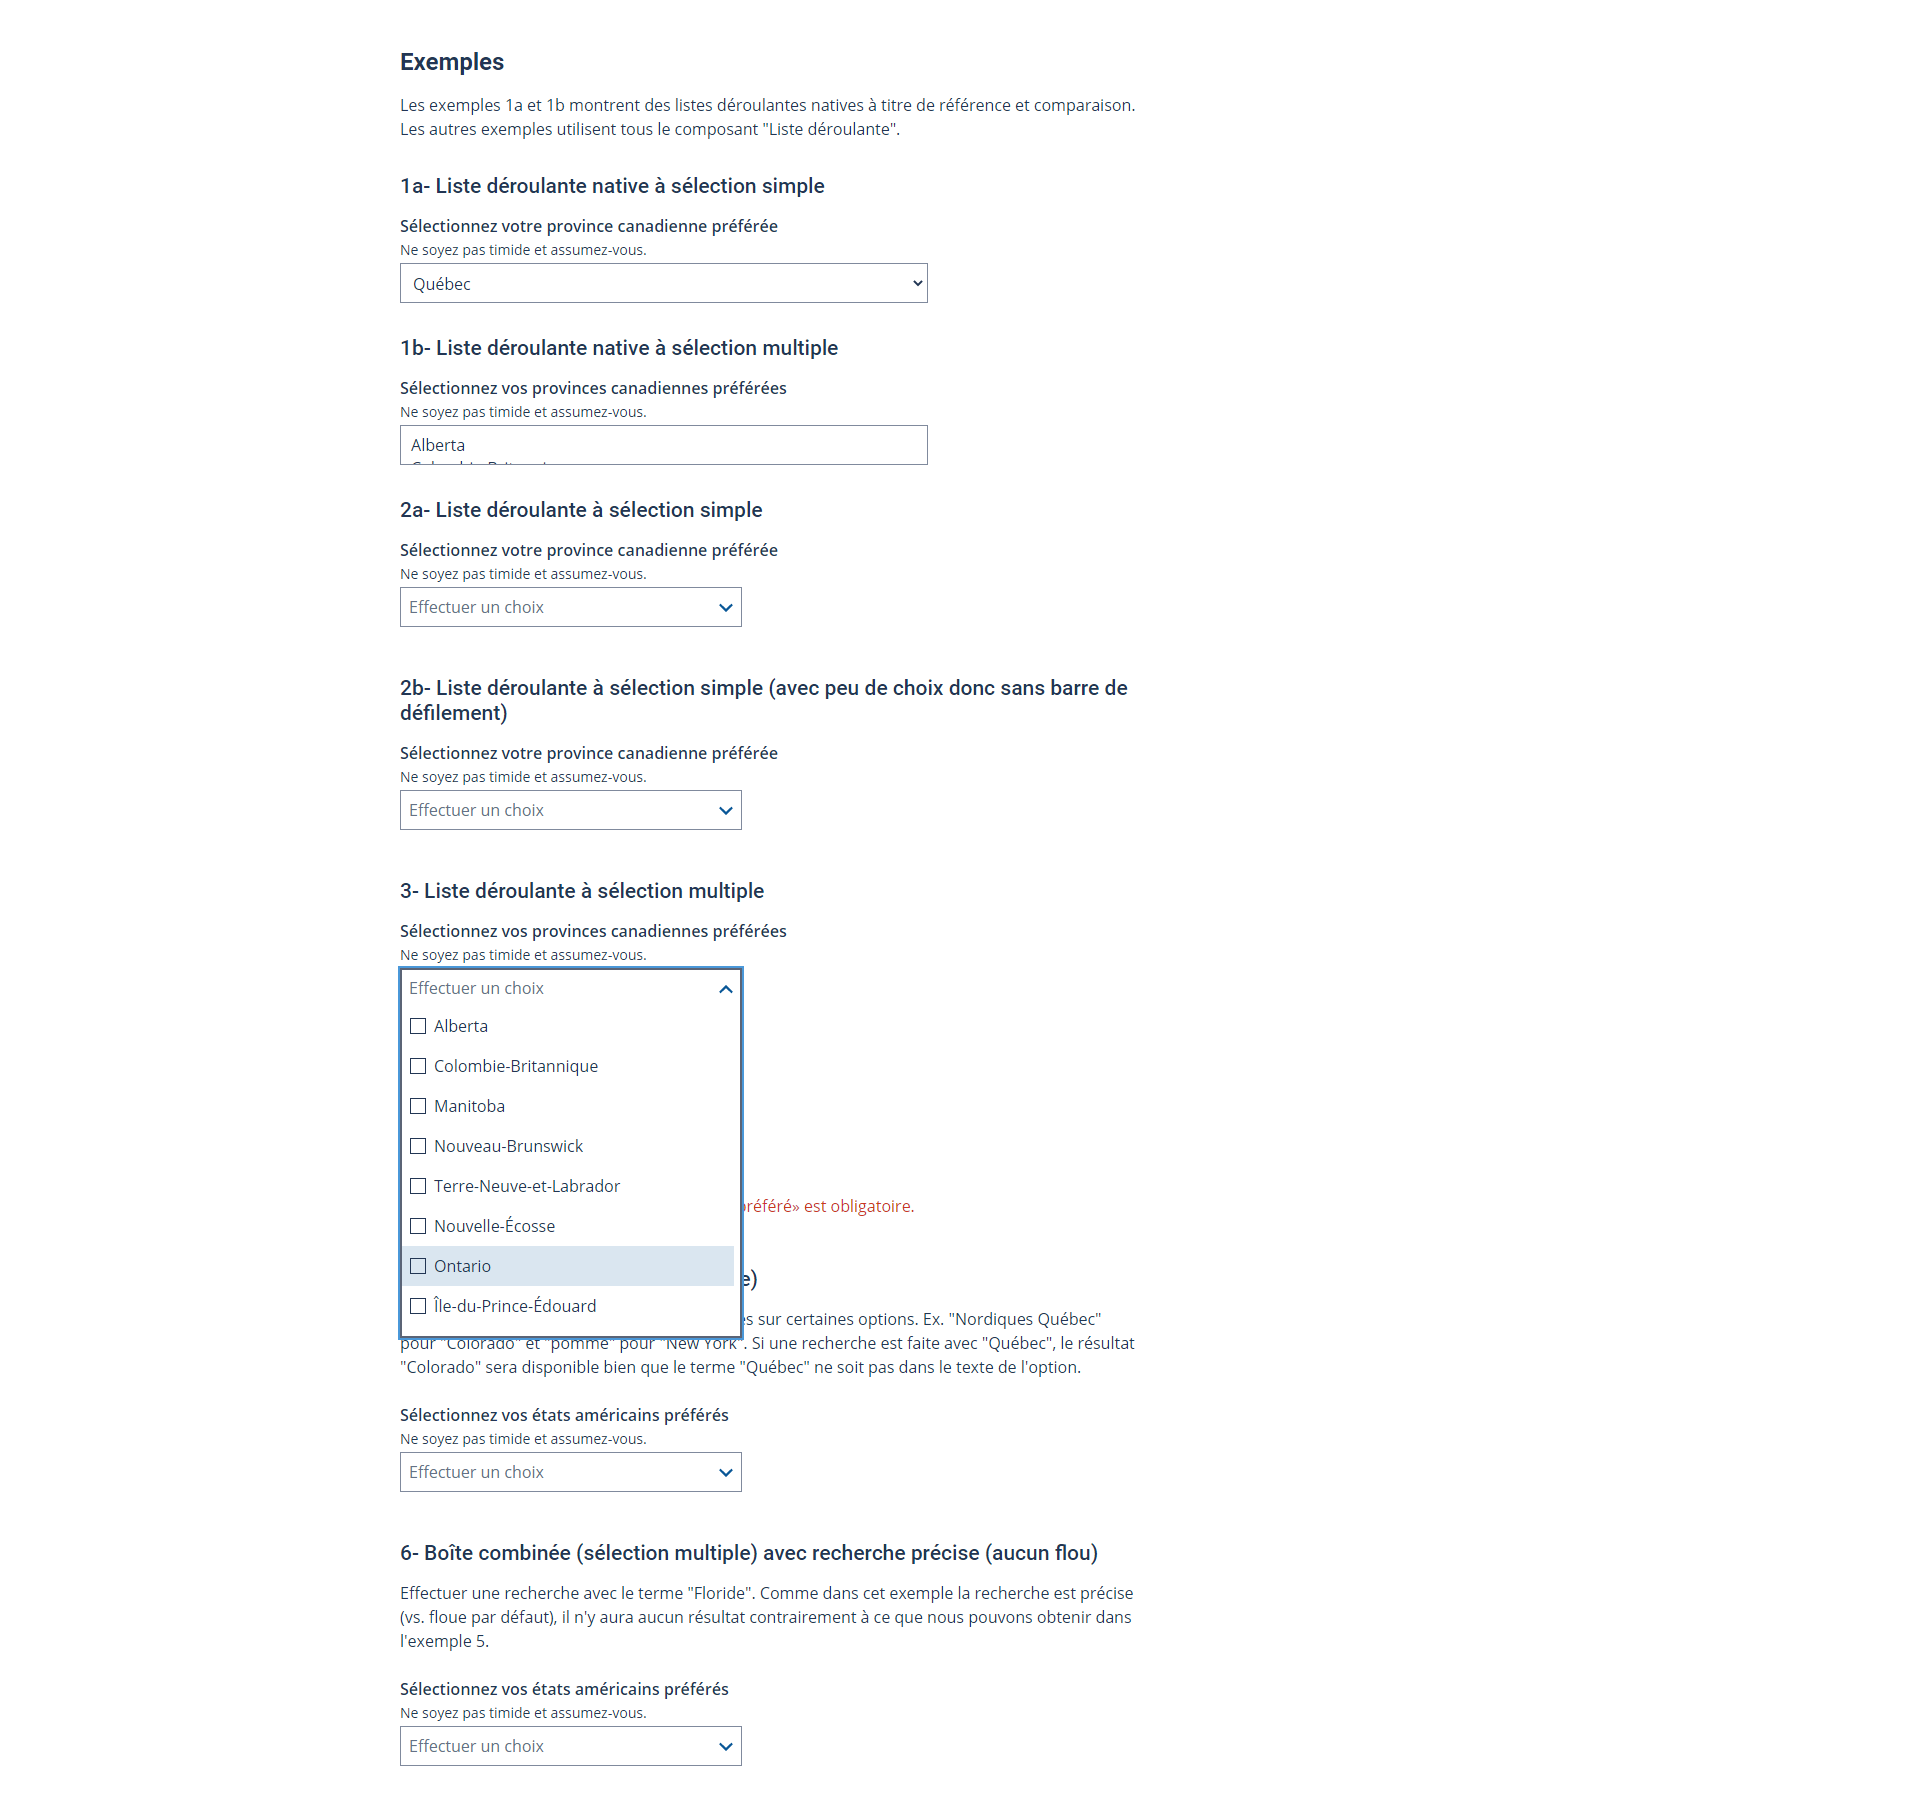 Exemples
Les exemples 1a et 1b montrent des listes déroulantes natives à titre de référence et comparaison.
Les autres exemples utilisent tous le composant "Liste déroulante".
1a- Liste déroulante native à sélection simple
Sélectionnez votre province canadienne préférée
Ne soyez pas timide et assumez-vous.
Québec
1b- Liste déroulante native à sélection multiple
Sélectionnez vos provinces canadiennes préférées
Ne soyez pas timide et assumez-vous.
Alberta
2a- Liste déroulante à sélection simple
Sélectionnez votre province canadienne préférée
Ne soyez pas timide et assumez-vous.
Effectuer un choix
2b- Liste déroulante à sélection simple (avec peu de choix donc sans barre de
défilement)
Sélectionnez votre province canadienne préférée
Ne soyez pas timide et assumez-vous.
Effectuer un choix
3- Liste déroulante à sélection multiple
Sélectionnez vos provinces canadiennes préférées
Ne soyez pas timide et assumez-vous.
Effectuer un choix
Alberta
Colombie-Britannique
Manitoba
Nouveau-Brunswick
Terre-Neuve-et-Labrador
préféré» est obligatoire.
Nouvelle-Écosse
Ontario
e)
Île-du-Prince-Édouard
sur certaines options. Ex. "Nordiques Québec"
pour "Colorado" et "pomme" pour "New York". Si une recherche est faite avec "Québec", le résultat
"Colorado" sera disponible bien que le terme "Québec" ne soit pas dans le texte de l'option.
Sélectionnez vos états américains préférés
Ne soyez pas timide et assumez-vous.
Effectuer un choix
6- Boîte combinée (sélection multiple) avec recherche précise (aucun flou)
Effectuer une recherche avec le terme "Floride". Comme dans cet exemple la recherche est précise
(vs. floue par défaut), il n'y aura aucun résultat contrairement à ce que nous pouvons obtenir dans
l'exemple 5.
Sélectionnez vos états américains préférés
Ne soyez pas timide et assumez-vous.
Effectuer un choix